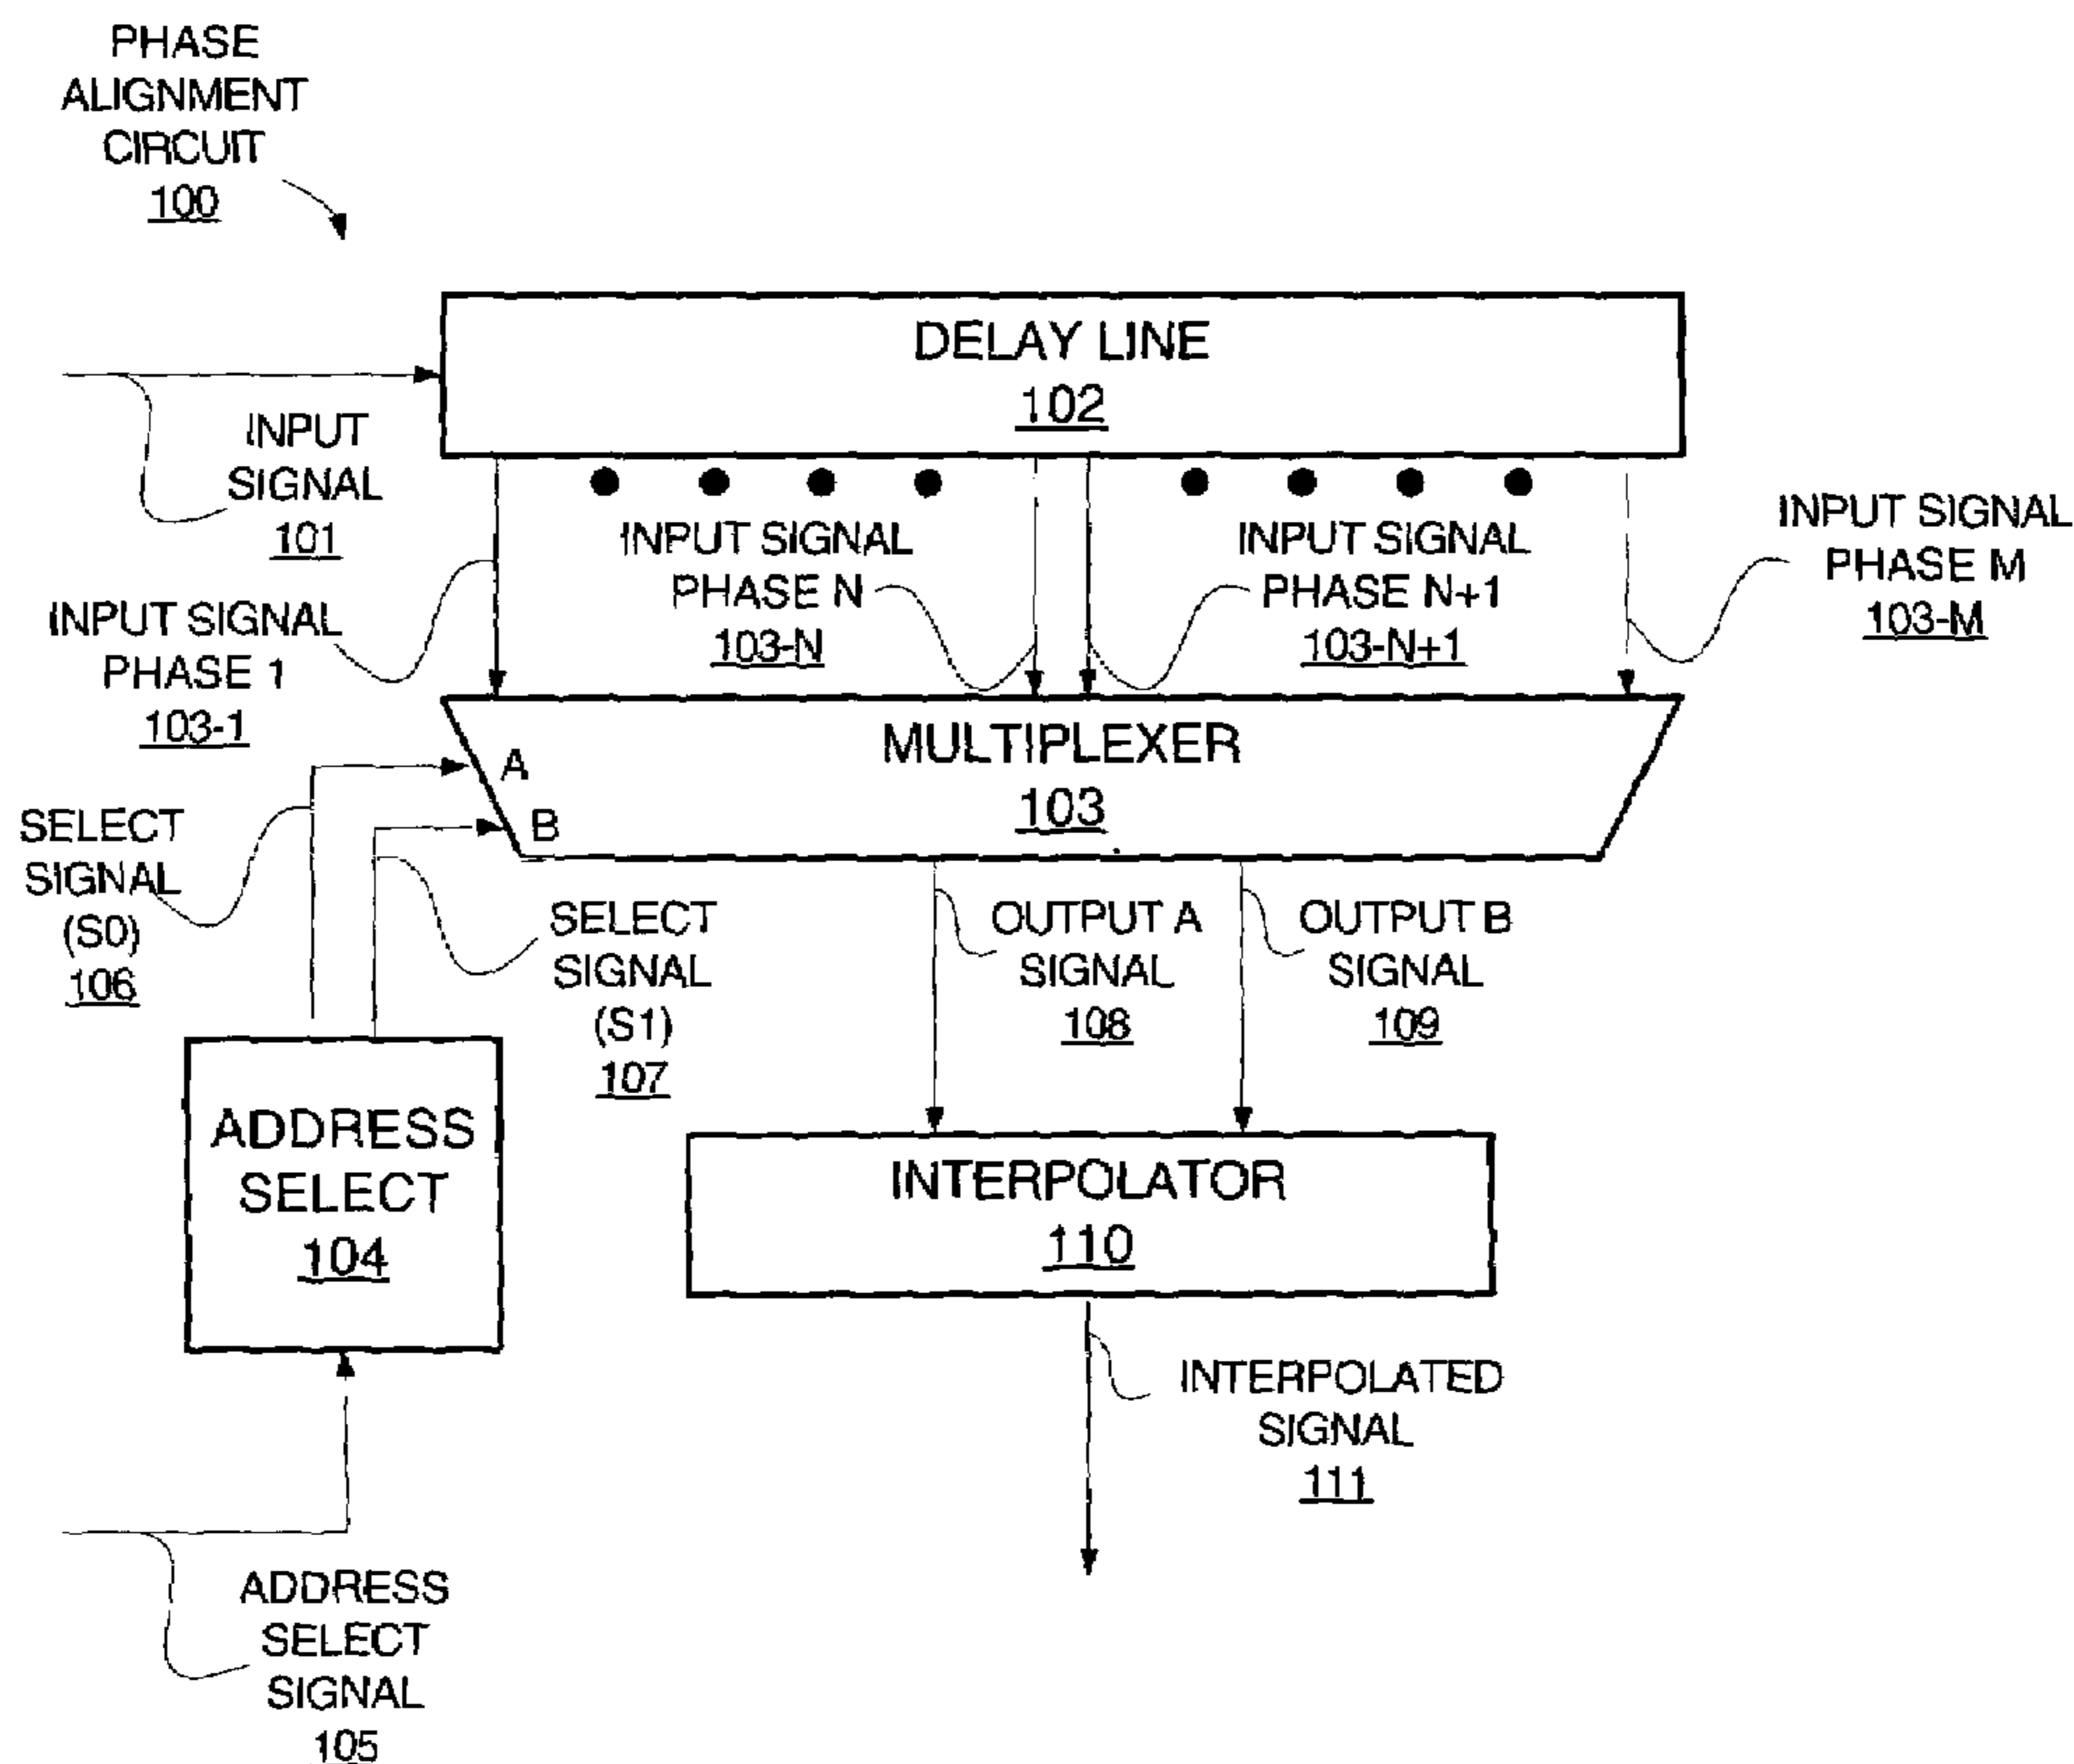 PHASE
ALIGNMENT
CIRCUIT
100
DELAY LINE
102
INPUT
SIGNAL
101
INPUT SIGNAL
PHASE 1
103-1
INPUT SIGNAL
PHASE N
103-N
INPUT SIGNAL
PHASE N+1
103-N+1
INPUT SIGNAL
PHASE M
103-M
MULTIPLEXER
103
A
B
SELECT
SIGNAL
(S0)
106
SELECT
SIGNAL
(S1)
107
OUTPUT A
SIGNAL
108
OUTPUT B
SIGNAL
109
ADDRESS
SELECT
104
INTERPOLATOR
110
INTERPOLATED
SIGNAL
111
ADDRESS
SELECT
SIGNAL
105